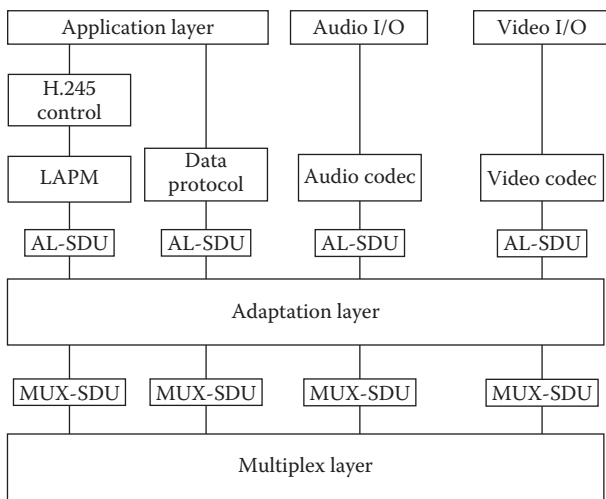 Application layer
Audio I/O
Video I/O
H.245
control
LAPM
Data
protocol
Audio codec
Video codec
AL-SDU
AL-SDU
AL-SDU
AL-SDU
Adaptation layer
MUX-SDU
MUX-SDU
MUX-SDU
MUX-SDU
Multiplex layer